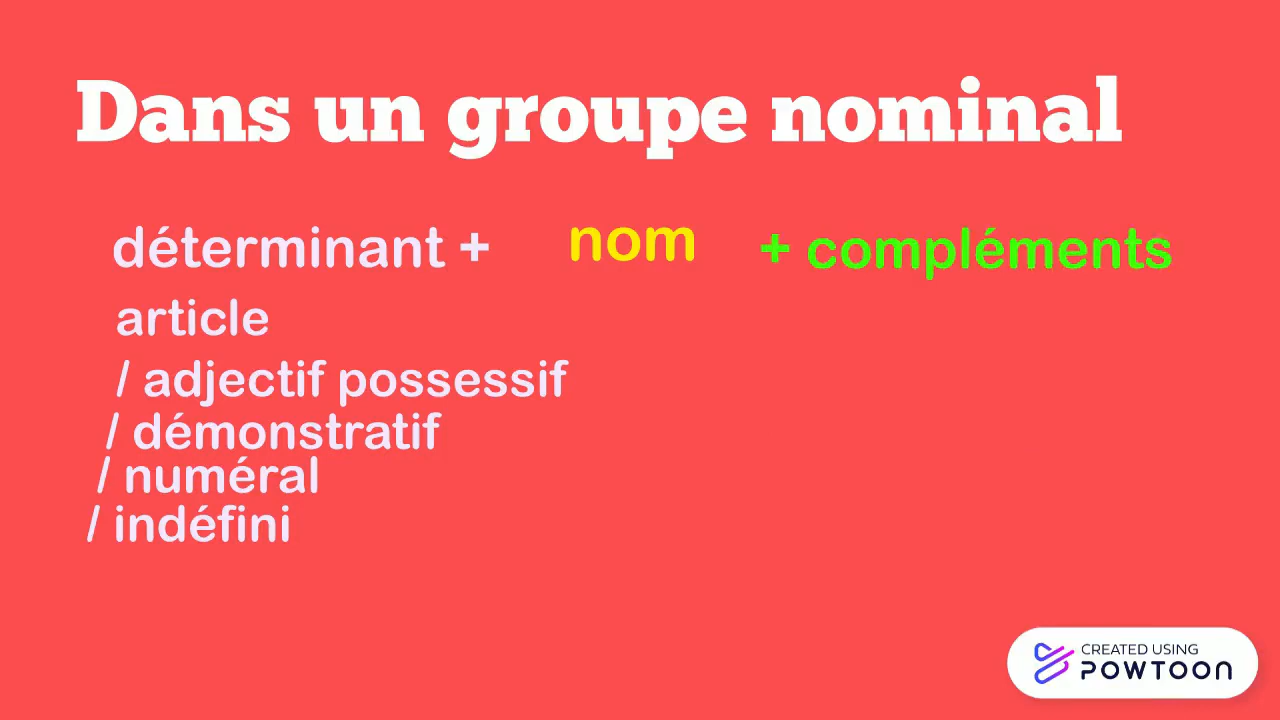 Dans un groupe nominal
déterminant + nom + compléments
article
/ adjectif possessif
/ démonstratif
/ numéral
/ indéfini
CREATED USING
POWTOON